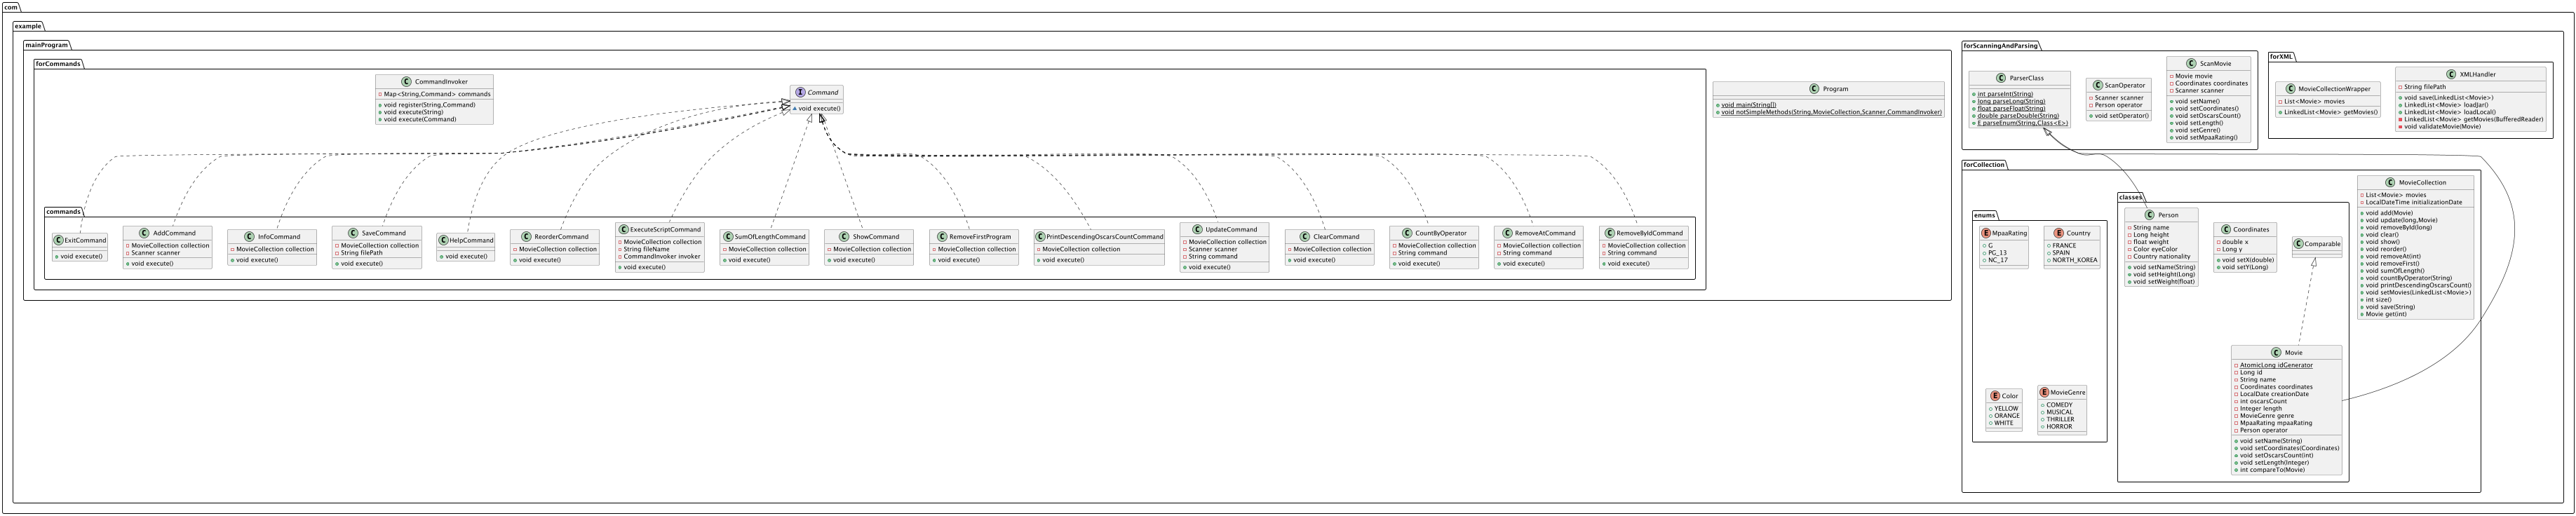 com
example
mainProgram
forCommands
C CommandInvoker
Map<String,Command> commands
void register(String,Command)
void execute(String)
void execute(Command)
I Command
void execute()
C Program
void main(String[])
void notSimpleMethods(String,MovieCollection,Scanner,CommandInvoker)
commands
C ExitCommand
void execute()
C AddCommand
MovieCollection collection
Scanner scanner
void execute()
C InfoCommand
MovieCollection collection
void execute()
C SaveCommand
MovieCollection collection
String filePath
void execute()
C HelpCommand
void execute()
C ReorderCommand
MovieCollection collection
void execute()
C ExecuteScriptCommand
MovieCollection collection
String fileName
CommandInvoker invoker
void execute()
C SumOfLengthCommand
MovieCollection collection
void execute()
C ShowCommand
MovieCollection collection
void execute()
C RemoveFirstProgram
MovieCollection collection
void execute()
C PrintDescendingOscarsCountCommand
MovieCollection collection
void execute()
C UpdateCommand
MovieCollection collection
Scanner scanner
String command
void execute()
C ClearCommand
MovieCollection collection
void execute()
C CountByOperator
MovieCollection collection
String command
void execute()
C RemoveAtCommand
MovieCollection collection
String command
void execute()
C RemoveByIdCommand
MovieCollection collection
String command
void execute()
forScanningAndParsing
C ParserClass
int parseInt(String)
long parseLong(String)
float parseFloat(String)
double parseDouble(String)
E parseEnum(String,Class<E>)
C ScanOperator
Scanner scanner
Person operator
void setOperator()
C ScanMovie
Movie movie
Coordinates coordinates
Scanner scanner
void setName()
void setCoordinates()
void setOscarsCount()
void setLength()
void setGenre()
void setMpaaRating()
forXML
C MovieCollectionWrapper
List<Movie> movies
LinkedList<Movie> getMovies()
C XMLHandler
String filePath
void save(LinkedList<Movie>)
LinkedList<Movie> loadJar()
LinkedList<Movie> loadLocal()
LinkedList<Movie> getMovies(BufferedReader)
void validateMovie(Movie)
forCollection
enums
E MpaaRating
G
PG_13
NC_17
E Country
FRANCE
SPAIN
NORTH_KOREA
E Color
YELLOW
ORANGE
WHITE
E MovieGenre
COMEDY
MUSICAL
THRILLER
HORROR
classes
C Person
String name
Long height
float weight
Color eyeColor
Country nationality
void setName(String)
void setHeight(Long)
void setWeight(float)
C Coordinates
double x
Long y
void setX(double)
void setY(Long)
C Comparable
C Movie
AtomicLong idGenerator
Long id
String name
Coordinates coordinates
LocalDate creationDate
int oscarsCount
Integer length
MovieGenre genre
MpaaRating mpaaRating
Person operator
void setName(String)
void setCoordinates(Coordinates)
void setOscarsCount(int)
void setLength(Integer)
int compareTo(Movie)
C MovieCollection
List<Movie> movies
LocalDateTime initializationDate
void add(Movie)
void update(long,Movie)
void removeById(long)
void clear()
void show()
void reorder()
void removeAt(int)
void removeFirst()
void sumOfLength()
void countByOperator(String)
void printDescendingOscarsCount()
void setMovies(LinkedList<Movie>)
int size()
void save(String)
Movie get(int)